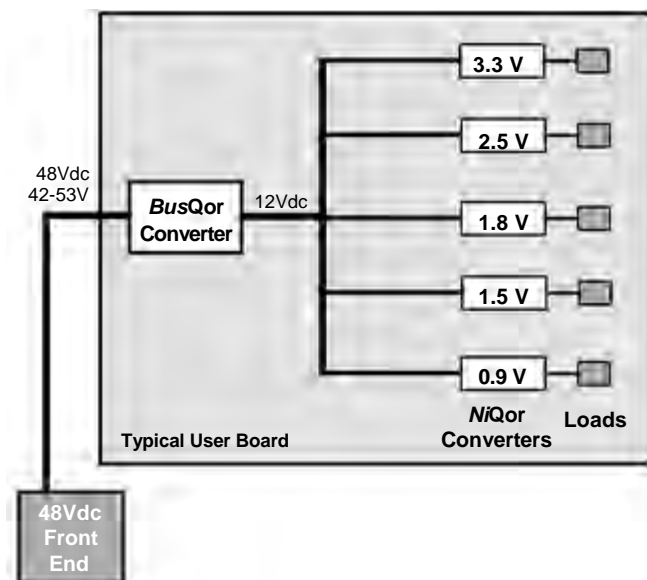 3.3 V
2.5 V
48Vdc
42-53V
BusQor
Converter
12Vdc
1.8 V
1.5 V
0.9 V
NiQor
Converters
Loads
Typical User Board
48Vdc
Front
End